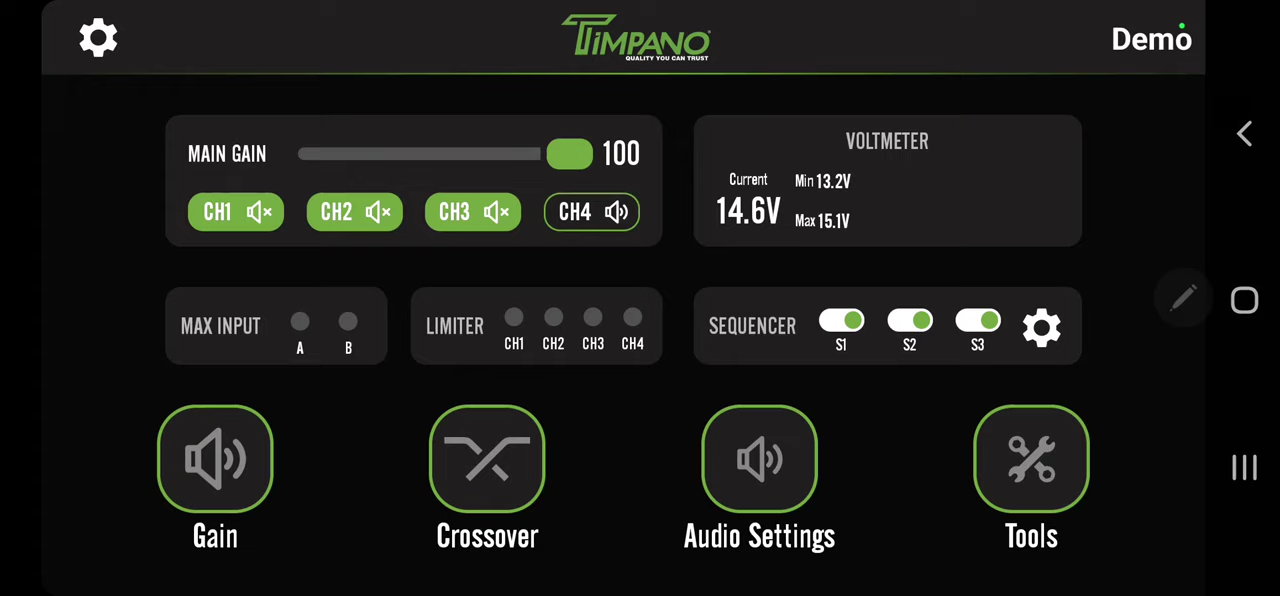 TIMPANO
QUALITY YOU CAN TRUST
Demo
MAIN GAIN 100
CH1 CH2 CH3 CH4
VOLTMETER
Current
14.6V
Min 13.2V
Max 15.1V
MAX INPUT
A B
LIMITER
CH1 CH2 CH3 CH4
SEQUENCER
S1 S2 S3
Gain Crossover Audio Settings Tools